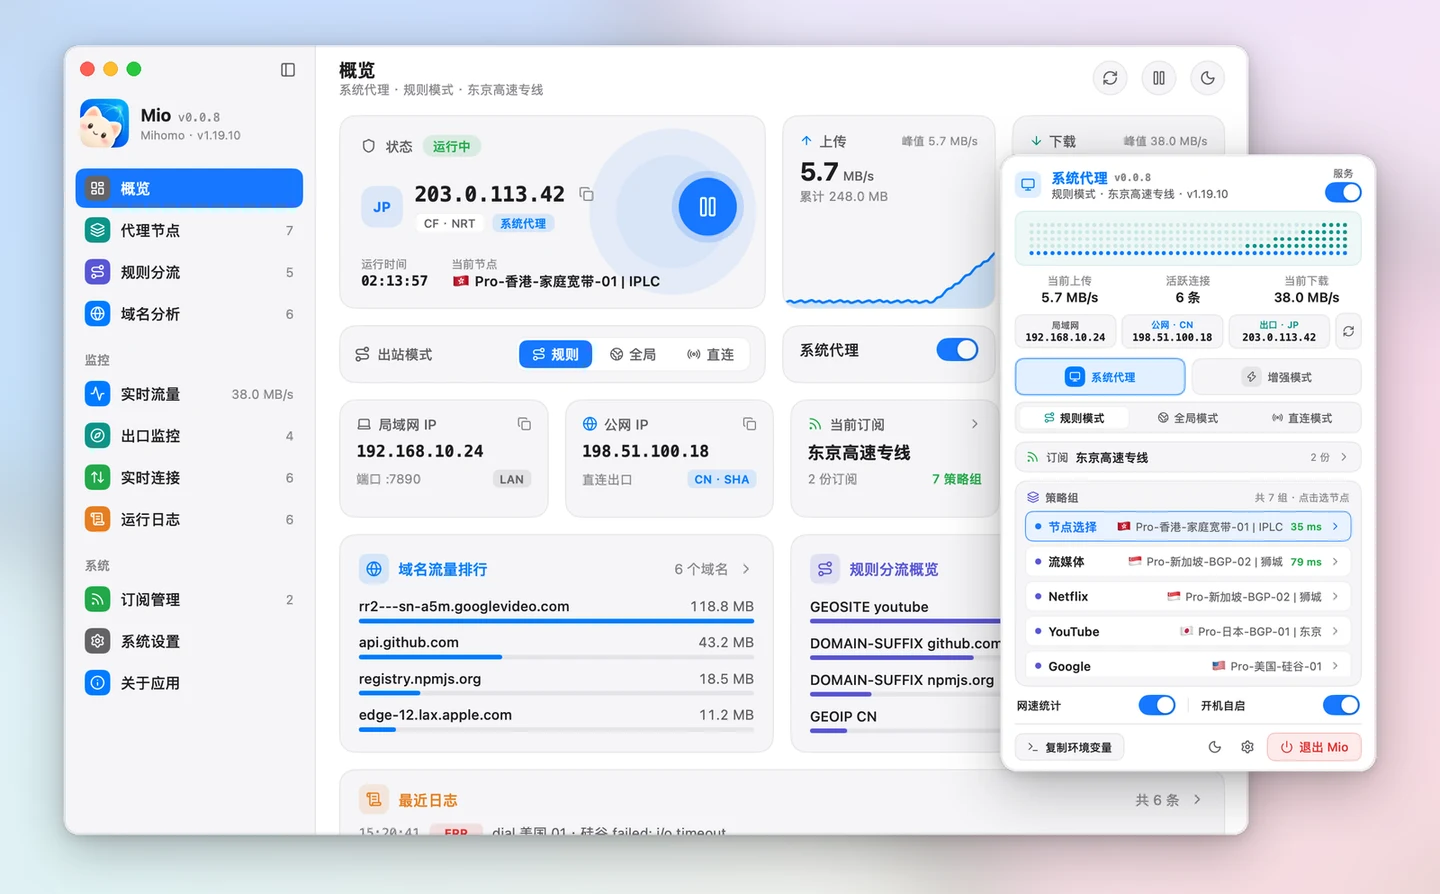 Mio v0.0.8
Mihomo · v1.19.10
概览
代理节点 7
规则分流 5
域名分析 6
监控
实时流量 38.0 MB/s
出口监控 4
实时连接 6
运行日志 6
系统
订阅管理 2
系统设置
关于应用
概览
系统代理 · 规则模式 · 东京高速专线
状态 运行中
JP
203.0.113.42
CF · NRT 系统代理
运行时间 当前节点
02:13:57 Pro-香港-家庭宽带-01 | IPLC
上传 峰值 5.7 MB/s
5.7 MB/s
累计 248.0 MB
下载 峰值 38.0 MB/s
出站模式 规则 全局 直连
系统代理
局域网 IP
192.168.10.24
端口 :7890 LAN
公网 IP
198.51.100.18
直连出口 CN · SHA
当前订阅
东京高速专线
2 份订阅 7 策略组
域名流量排行 6 个域名
rr2---sn-a5m.googlevideo.com 118.8 MB
api.github.com 43.2 MB
registry.npmjs.org 18.5 MB
edge-12.lax.apple.com 11.2 MB
规则分流概览
GEOSITE youtube
DOMAIN-SUFFIX github.com
DOMAIN-SUFFIX npmjs.org
GEOIP CN
最近日志 共 6 条
15:20:41 ERR dial 美国 01 · 硅谷 failed: i/o timeout
系统代理 v0.0.8
规则模式 · 东京高速专线 · v1.19.10
服务
当前上传 活跃连接 当前下载
5.7 MB/s 6 条 38.0 MB/s
局域网 公网 · CN 出口 · JP
192.168.10.24 198.51.100.18 203.0.113.42
系统代理 增强模式
规则模式 全局模式 直连模式
订阅 东京高速专线 2 份
策略组 共 7 组 · 点击选节点
节点选择 Pro-香港-家庭宽带-01 | IPLC 35 ms
流媒体 Pro-新加坡-BGP-02 | 狮城 79 ms
Netflix Pro-新加坡-BGP-02 | 狮城
YouTube Pro-日本-BGP-01 | 东京
Google Pro-美国-硅谷-01
网速统计 开机自启
复制环境变量 退出 Mio